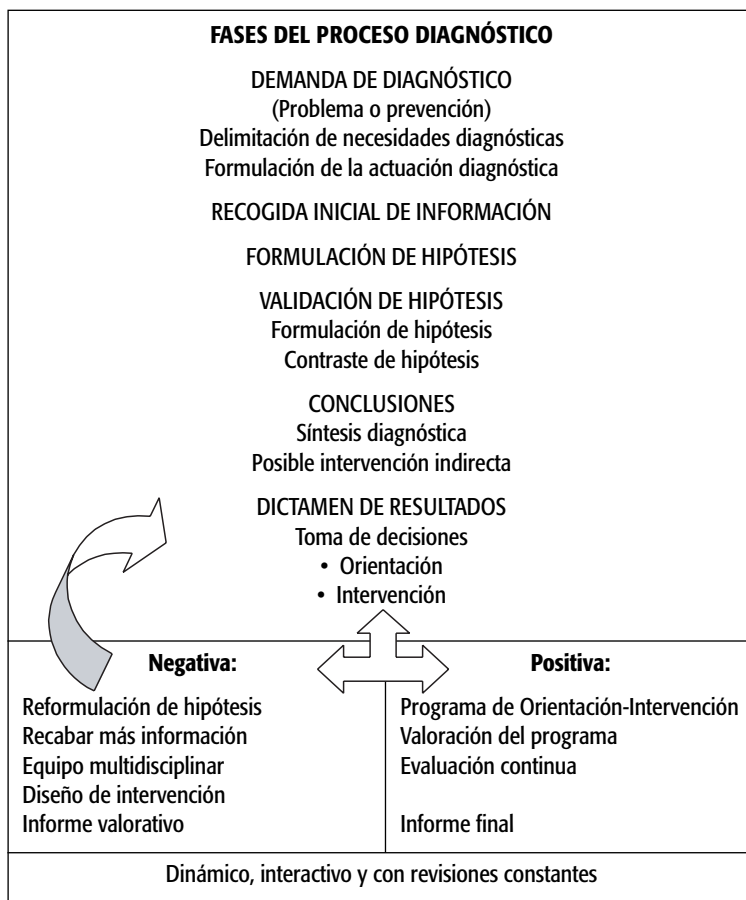 FASES DEL PROCESO DIAGNÓSTICO
DEMANDA DE DIAGNÓSTICO
(Problema o prevención)
Delimitación de necesidades diagnósticas
Formulación de la actuación diagnóstica
RECOGIDA INICIAL DE INFORMACIÓN
FORMULACIÓN DE HIPÓTESIS
VALIDACIÓN DE HIPÓTESIS
Formulación de hipótesis
Contraste de hipótesis
CONCLUSIONES
Síntesis diagnóstica
Posible intervención indirecta
DICTAMEN DE RESULTADOS
Toma de decisiones
• Orientación
• Intervención
Negativa:
Reformulación de hipótesis
Recabar más información
Equipo multidisciplinar
Diseño de intervención
Informe valorativo
Positiva:
Programa de Orientación-Intervención
Valoración del programa
Evaluación continua
Informe final
Dinámico, interactivo y con revisiones constantes